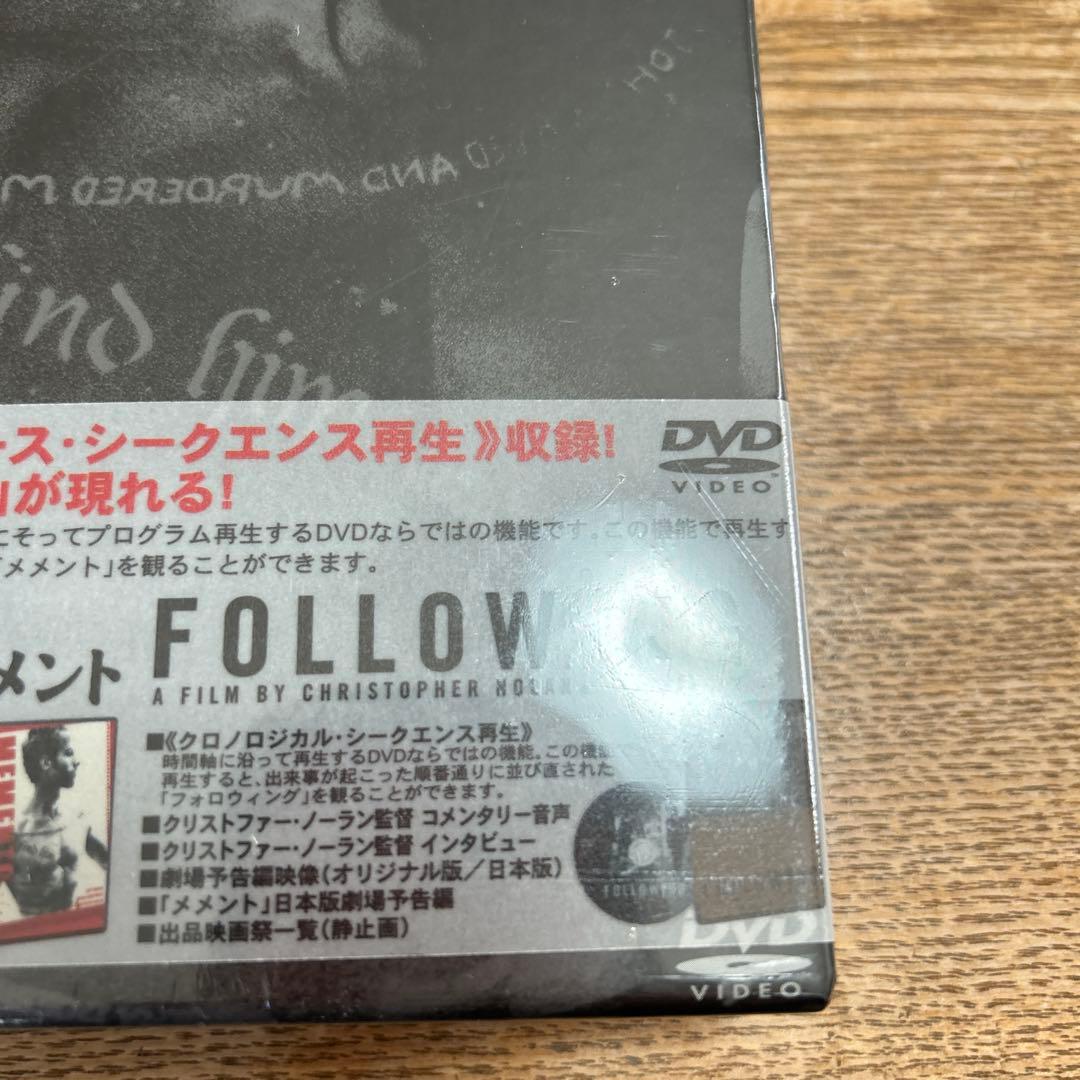 HOT
AND MURDERED M
ind him
ース・シークエンス再生》収録!
が現れる!
DVD
VIDEO
にそってプログラム再生するDVDならではの機能です。この機能で再生す
「メメント」を観ることができます。
メント
FOLLOW
A FILM BY CHRISTOPHER NOLAN
■《クロノロジカル・シークエンス再生》
時間軸に沿って再生するDVDならではの機能。この機能で
再生すると、出来事が起こった順番通りに並び直された
「フォロウィング」を観ることができます。
■クリストファー・ノーラン監督 コメンタリー音声
■クリストファー・ノーラン監督 インタビュー
■劇場予告編映像(オリジナル版/日本版)
■「メメント」日本版劇場予告編
■出品映画祭一覧(静止画)
MEMENTO
FOLLOWING
DVD
VIDEO